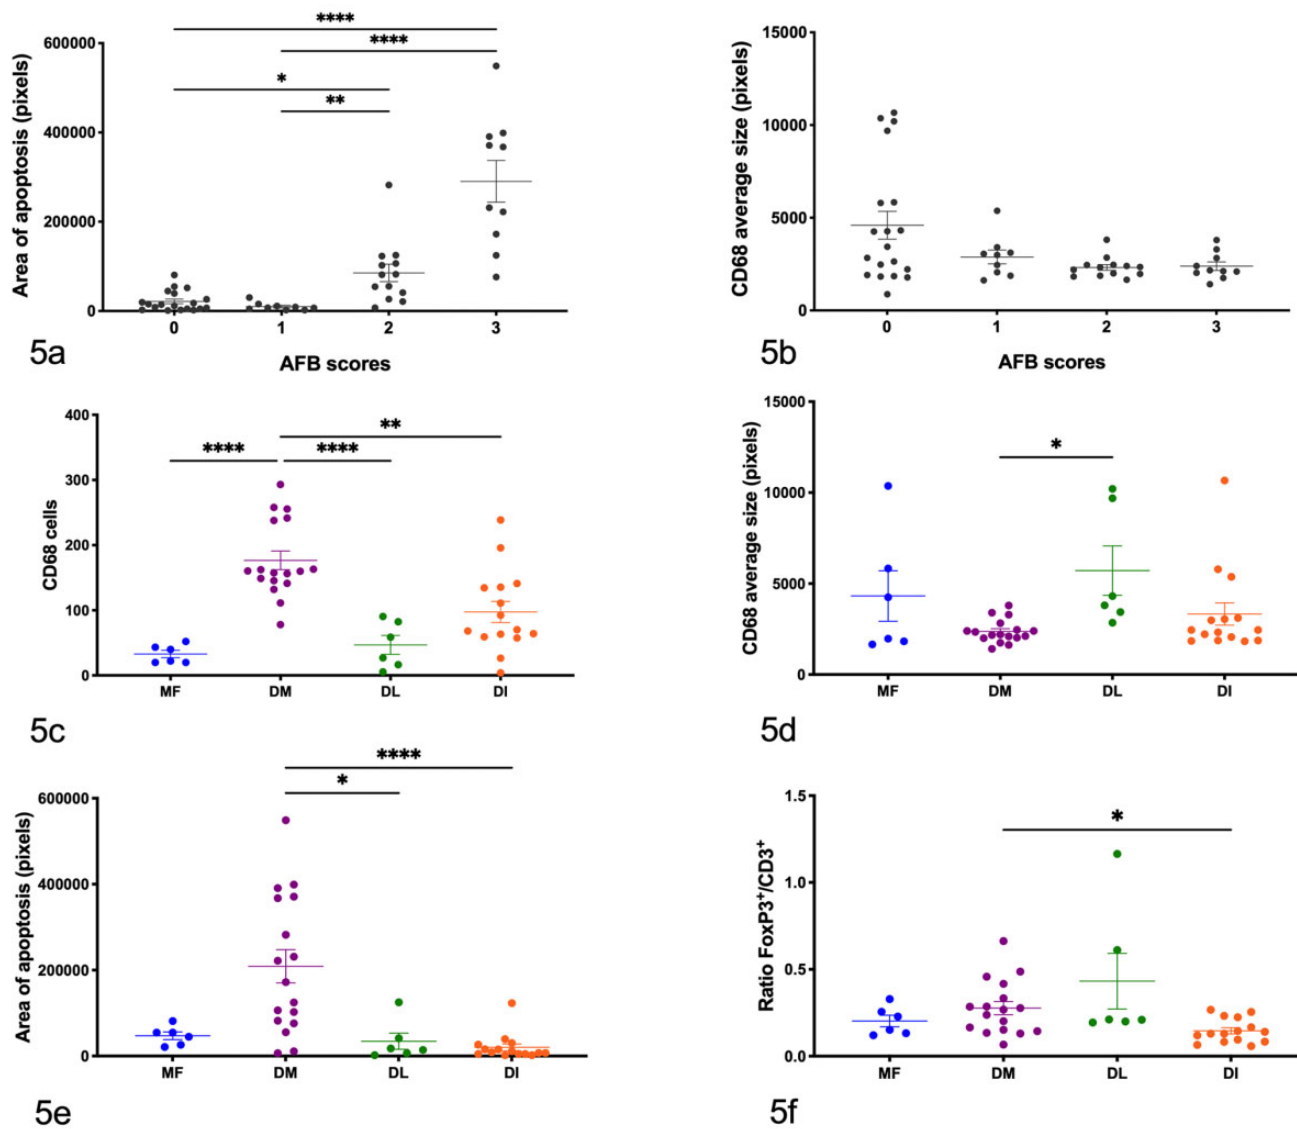 ****
****
*
**
600000
400000
200000
0
Area of apoptosis (pixels)
0 1 2 3
AFB scores
5a
15000
10000
5000
0
CD68 average size (pixels)
0 1 2 3
AFB scores
5b
**
**** ****
400
300
200
100
0
CD68 cells
MF DM DL DI
5c
*
15000
10000
5000
0
CD68 average size (pixels)
MF DM DL DI
5d
****
*
600000
400000
200000
0
Area of apoptosis (pixels)
MF DM DL DI
5e
*
1.5
1.0
0.5
0.0
Ratio FoxP3⁺/CD3⁺
MF DM DL DI
5f